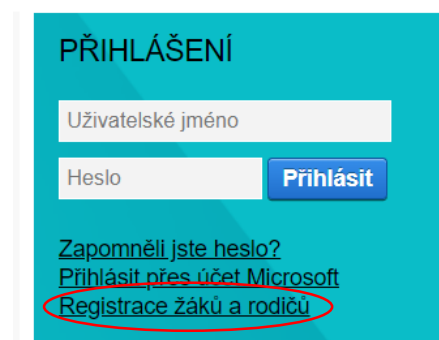 PŘIHLÁŠENÍ
Uživatelské jméno
Heslo
Přihlásit
Zapomněli jste heslo?
Přihlásit přes účet Microsoft
Registrace žáků a rodičů